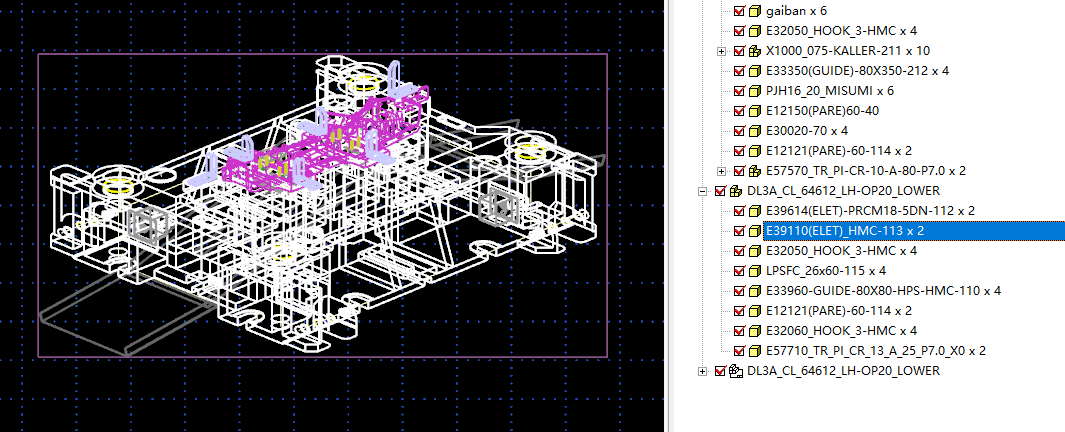 gaiban x 6
E32050_HOOK_3-HMC x 4
X1000_075-KALLER-211 x 10
E33350(GUIDE)-80X350-212 x 4
PJH16_20_MISUMI x 6
E12150(PARE)60-40
E30020-70 x 4
E12121(PARE)-60-114 x 2
E57570_TR_PI-CR-10-A-80-P7.0 x 2
DL3A_CL_64612_LH-OP20_LOWER
E39614(ELET)-PRCM18-5DN-112 x 2
E39110(ELET)_HMC-113 x 2
E32050_HOOK_3-HMC x 4
LPSFC_26x60-115 x 4
E33960-GUIDE-80X80-HPS-HMC-110 x 4
E12121(PARE)-60-114 x 2
E32060_HOOK_3-HMC x 4
E57710_TR_PI_CR_13_A_25_P7.0_X0 x 2
DL3A_CL_64612_LH-OP20_LOWER